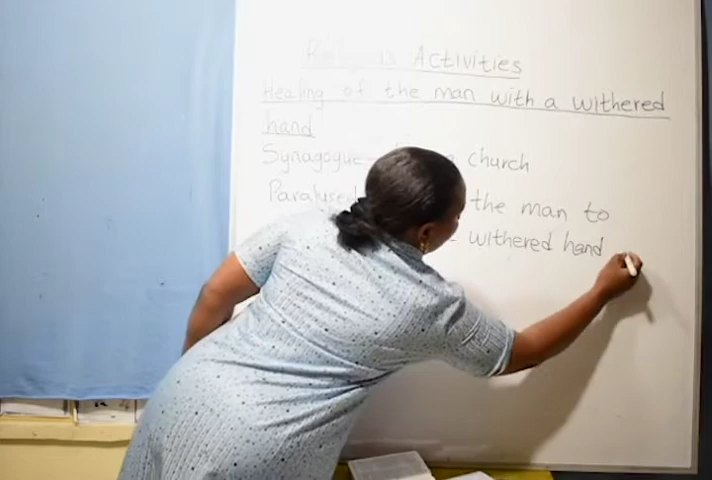 Religious Activities
Healing of the man with a withered
hand
Synagogue church
Paralysed the man to
- withered hand